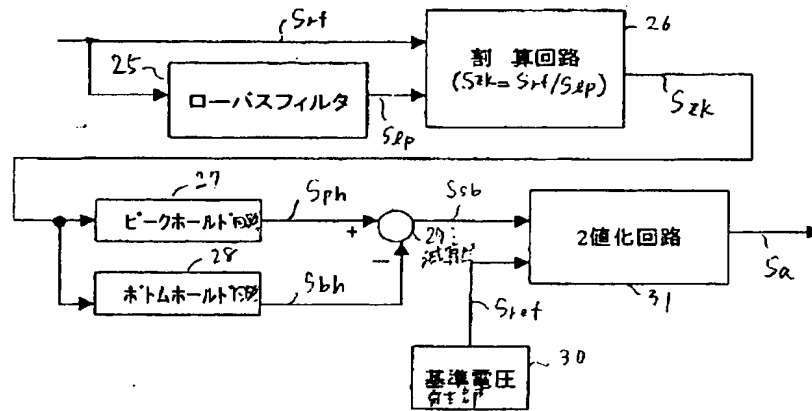 Srf
26
25
割算回路
(Szk=Srf/Slp)
ローパスフィルタ
Slp
Szk
27
ピークホールド回路
Sph
+
Ssb
29:
減算器
2値化回路
28
ボトムホールド回路
Sbh
−
Sa
31
Sref
30
基準電圧